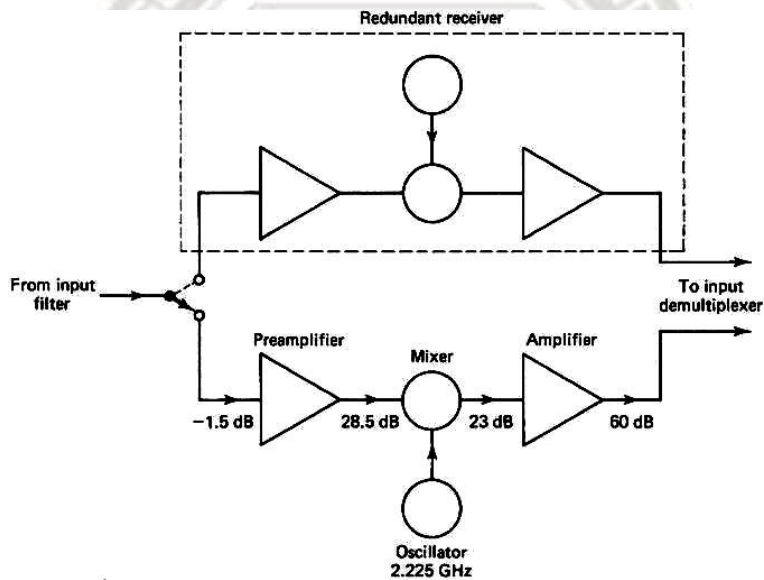 Redundant receiver
From input
filter
To input
demultiplexer
Preamplifier
Mixer
Amplifier
−1.5 dB
28.5 dB
23 dB
60 dB
Oscillator
2.225 GHz